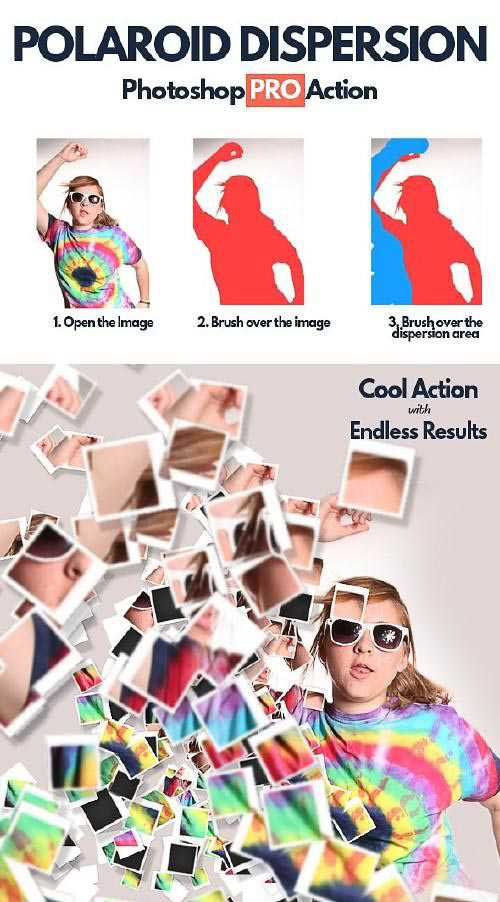 POLAROID DISPERSION
Photoshop PRO Action
1. Open the Image
2. Brush over the image
3. Brush over the
dispersion area
Cool Action
with
Endless Results